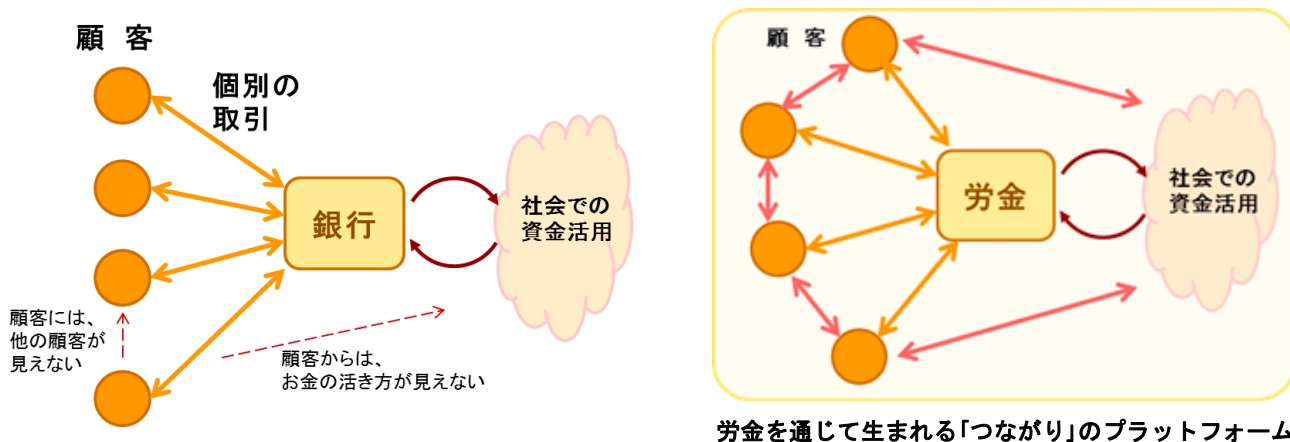 顧 客
個別の
取引
銀行
社会での
資金活用
顧客には、
他の顧客が
見えない
顧客からは、
お金の活き方が見えない
顧 客
労金
社会での
資金活用
労金を通じて生まれる「つながり」のプラットフォーム